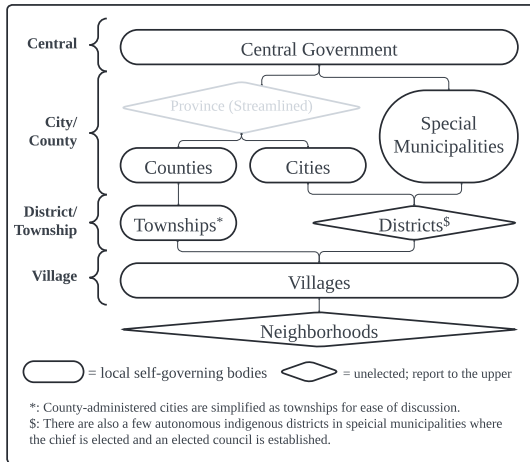 Central
Central Government
Province (Streamlined)
City/
County
Special
Municipalities
Counties
Cities
District/
Township
Townships*
Districts$
Village
Villages
Neighborhoods
= local self-governing bodies
= unelected; report to the upper
*: County-administered cities are simplified as townships for ease of discussion.
$: There are also a few autonomous indigenous districts in speicial municipalities where
the chief is elected and an elected council is established.